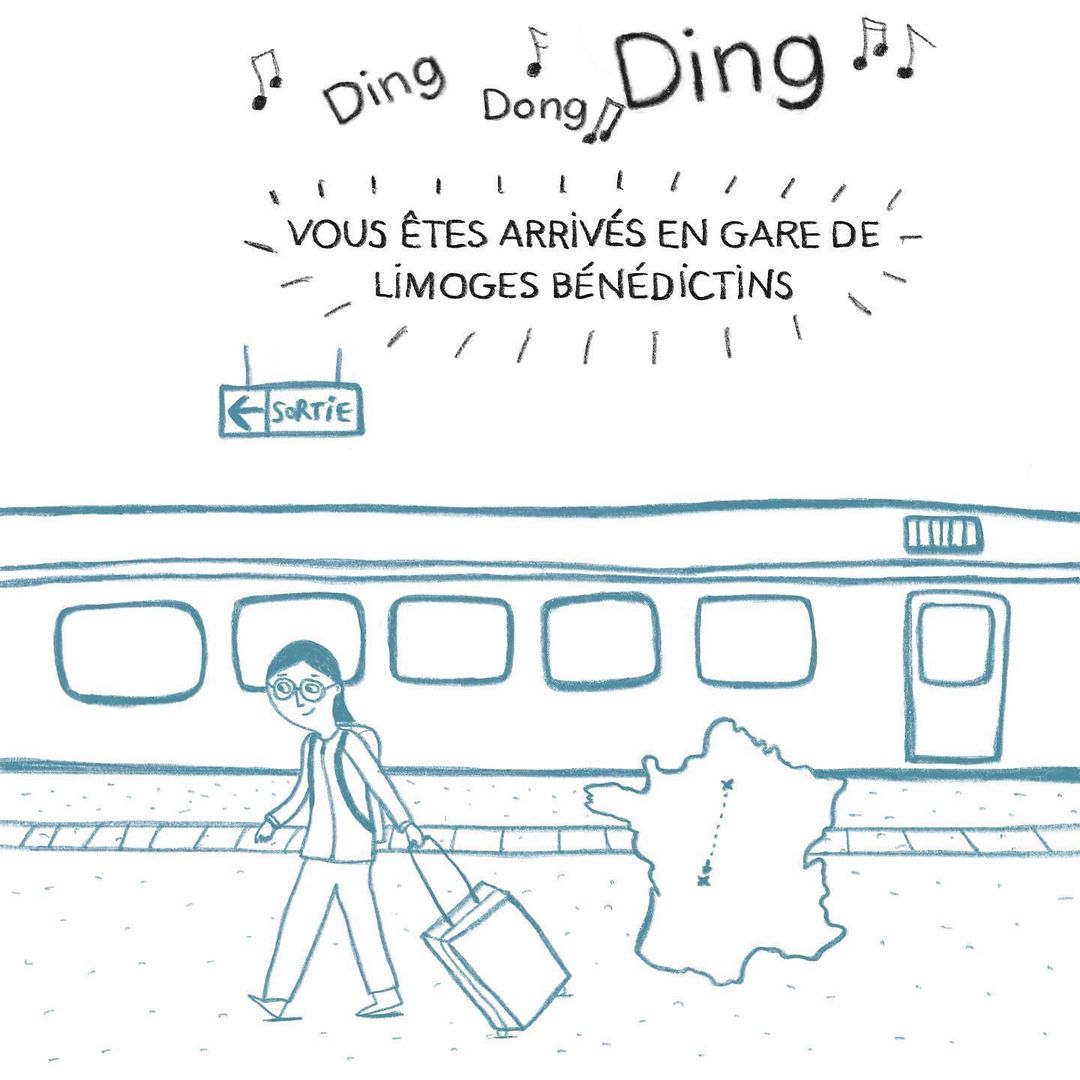 Ding Dong Ding
VOUS ÊTES ARRIVÉS EN GARE DE
LIMOGES BÉNÉDICTINS
SORTIE